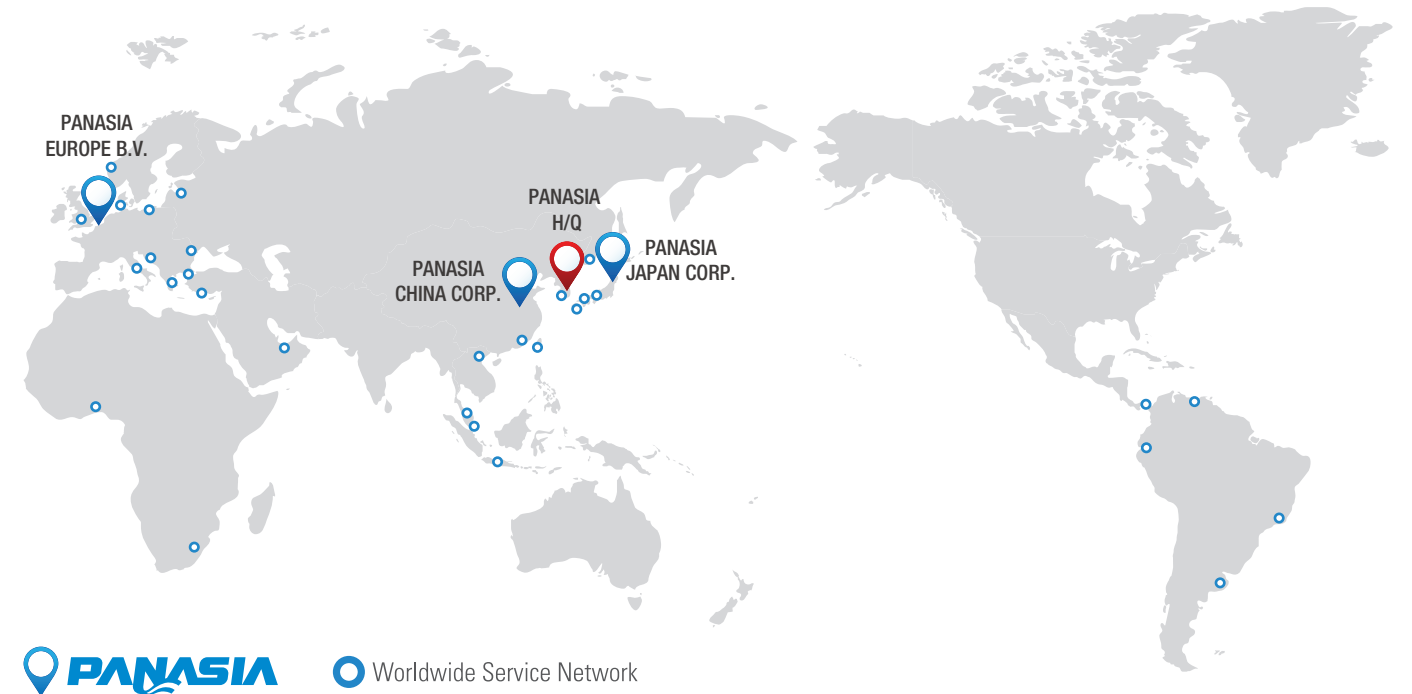 PANASIA
EUROPE B.V.
PANASIA
H/Q
PANASIA
JAPAN CORP.
PANASIA
CHINA CORP.
PANASIA
Worldwide Service Network